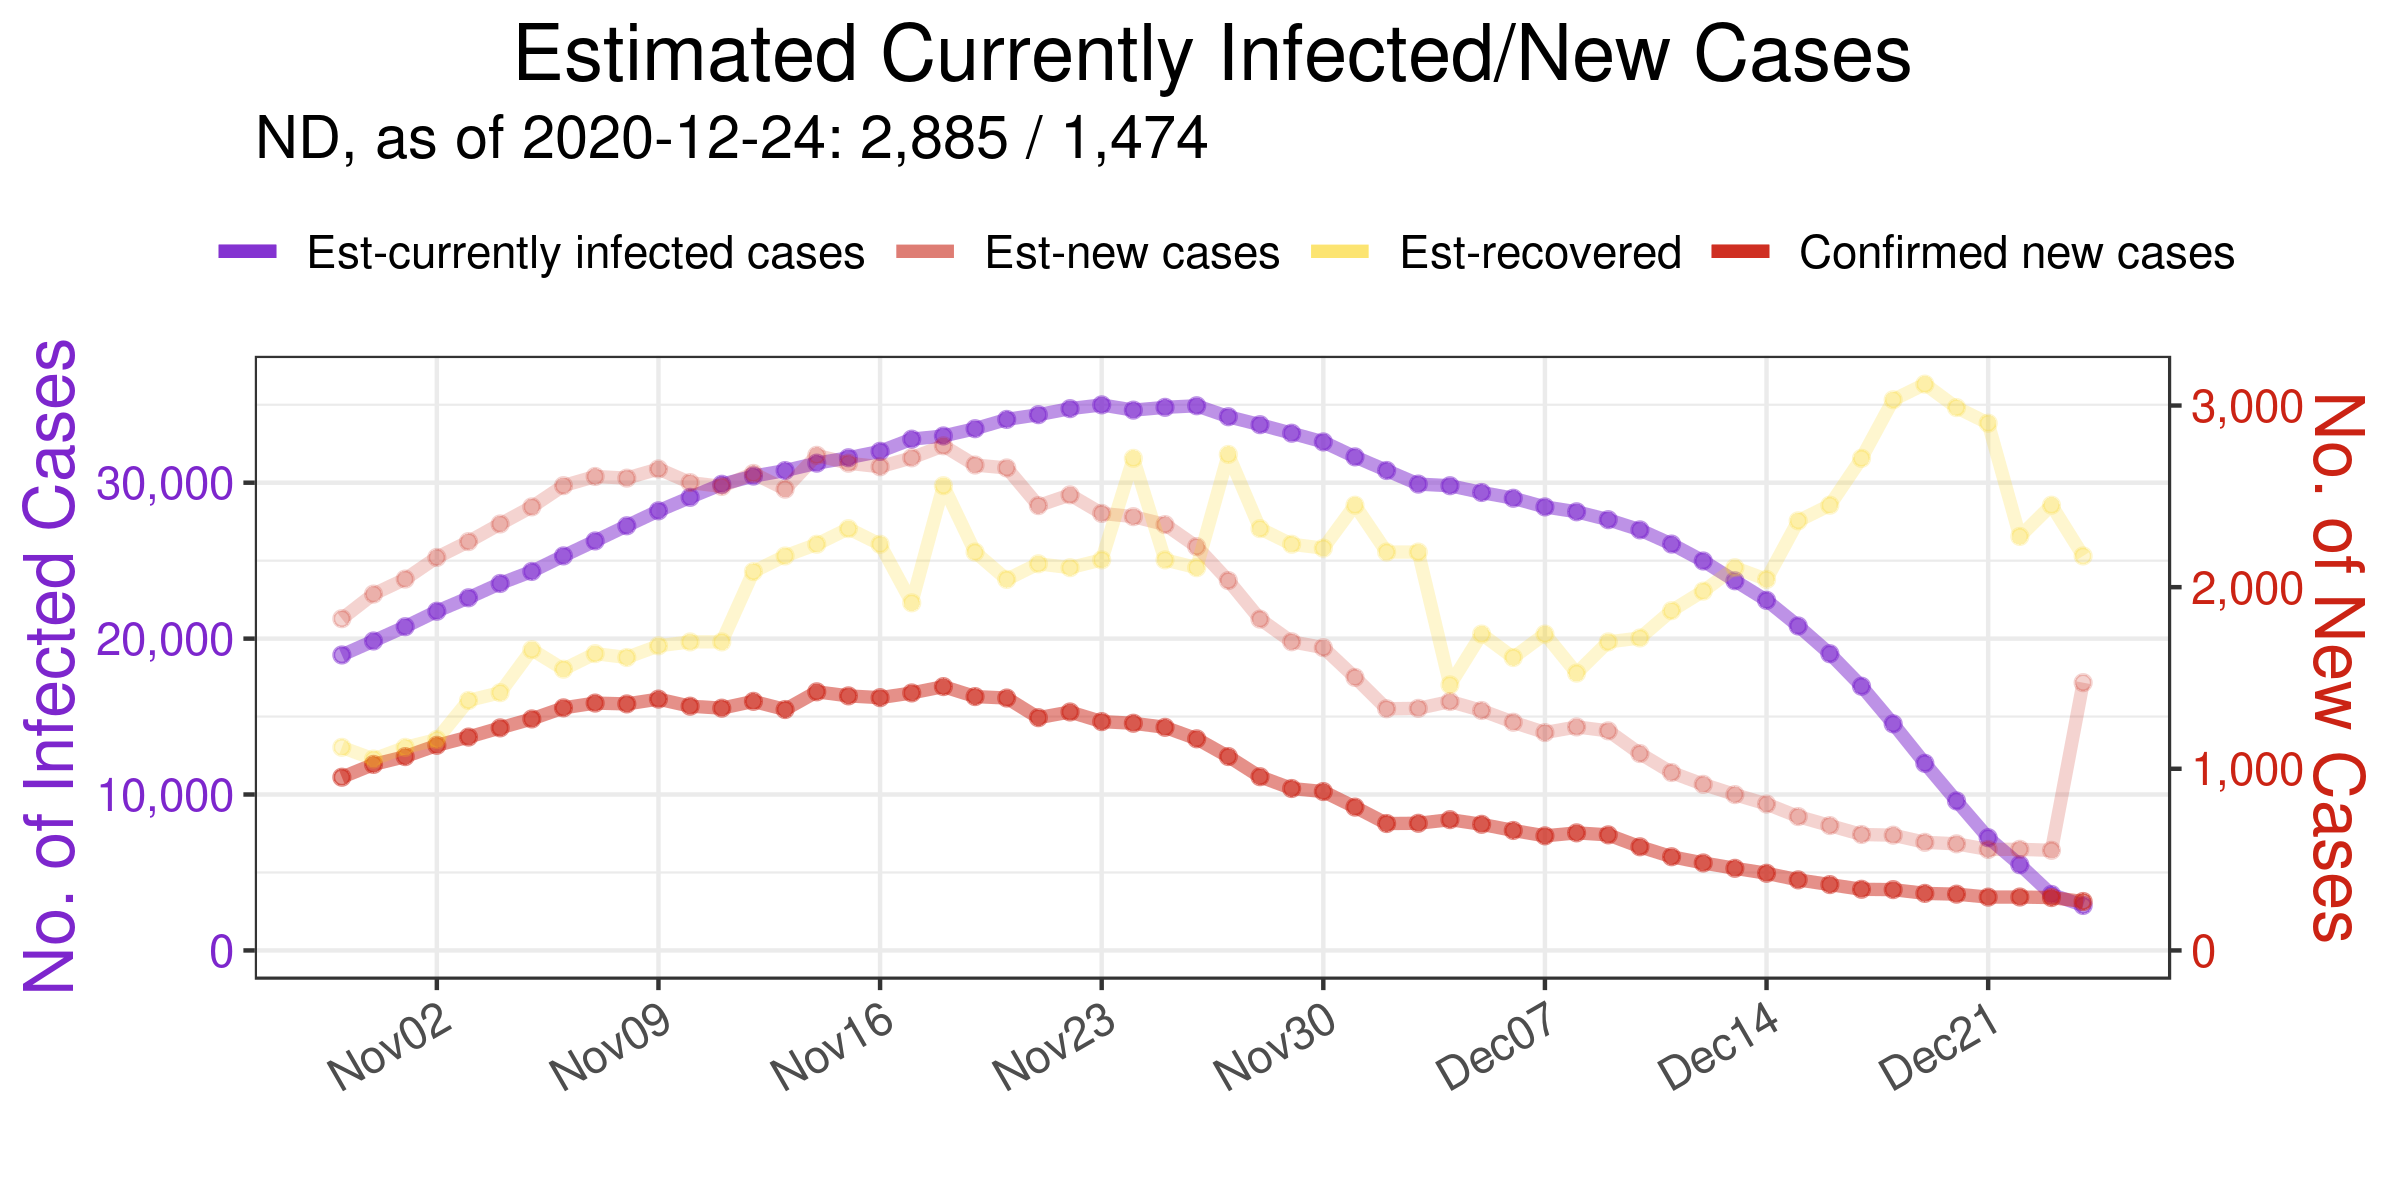 Estimated Currently Infected/New Cases
ND, as of 2020-12-24: 2,885 / 1,474
Est-currently infected cases Est-new cases Est-recovered Confirmed new cases
No. of Infected Cases
30,000
20,000
10,000
0
3,000
2,000
1,000
0
No. of New Cases
Nov02 Nov09 Nov16 Nov23 Nov30 Dec07 Dec14 Dec21